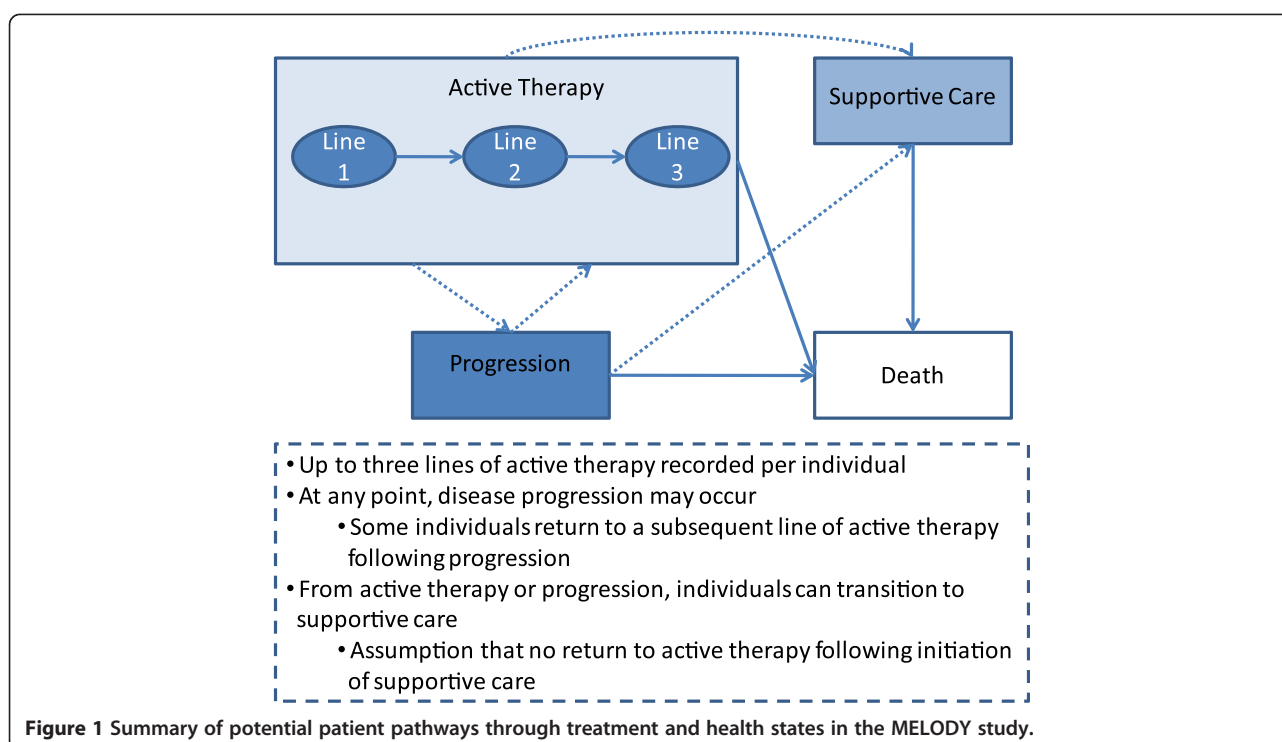 Active Therapy
Supportive Care
Line
1
Line
2
Line
3
Progression
Death
• Up to three lines of active therapy recorded per individual
• At any point, disease progression may occur
• Some individuals return to a subsequent line of active therapy
following progression
• From active therapy or progression, individuals can transition to
supportive care
• Assumption that no return to active therapy following initiation
of supportive care
Figure 1 Summary of potential patient pathways through treatment and health states in the MELODY study.